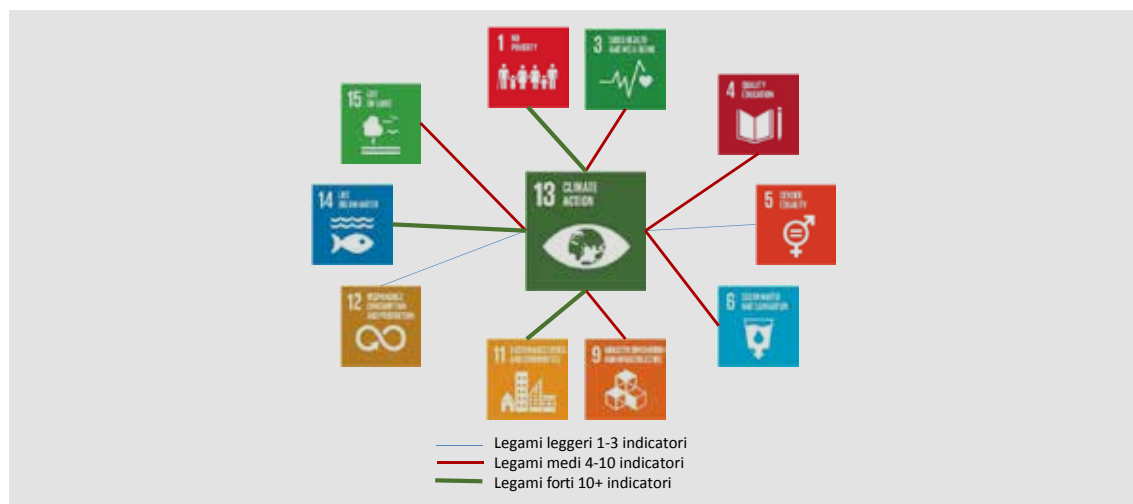 1 NO
POVERTY
3 GOOD HEALTH
AND WELL-BEING
4 QUALITY
EDUCATION
15 LIFE
ON LAND
13 CLIMATE
ACTION
14 LIFE
BELOW WATER
5 GENDER
EQUALITY
12 RESPONSIBLE
CONSUMPTION
AND PRODUCTION
6 CLEAN WATER
AND SANITATION
11 SUSTAINABLE CITIES
AND COMMUNITIES
9 INDUSTRY, INNOVATION
AND INFRASTRUCTURE
Legami leggeri 1-3 indicatori
Legami medi 4-10 indicatori
Legami forti 10+ indicatori